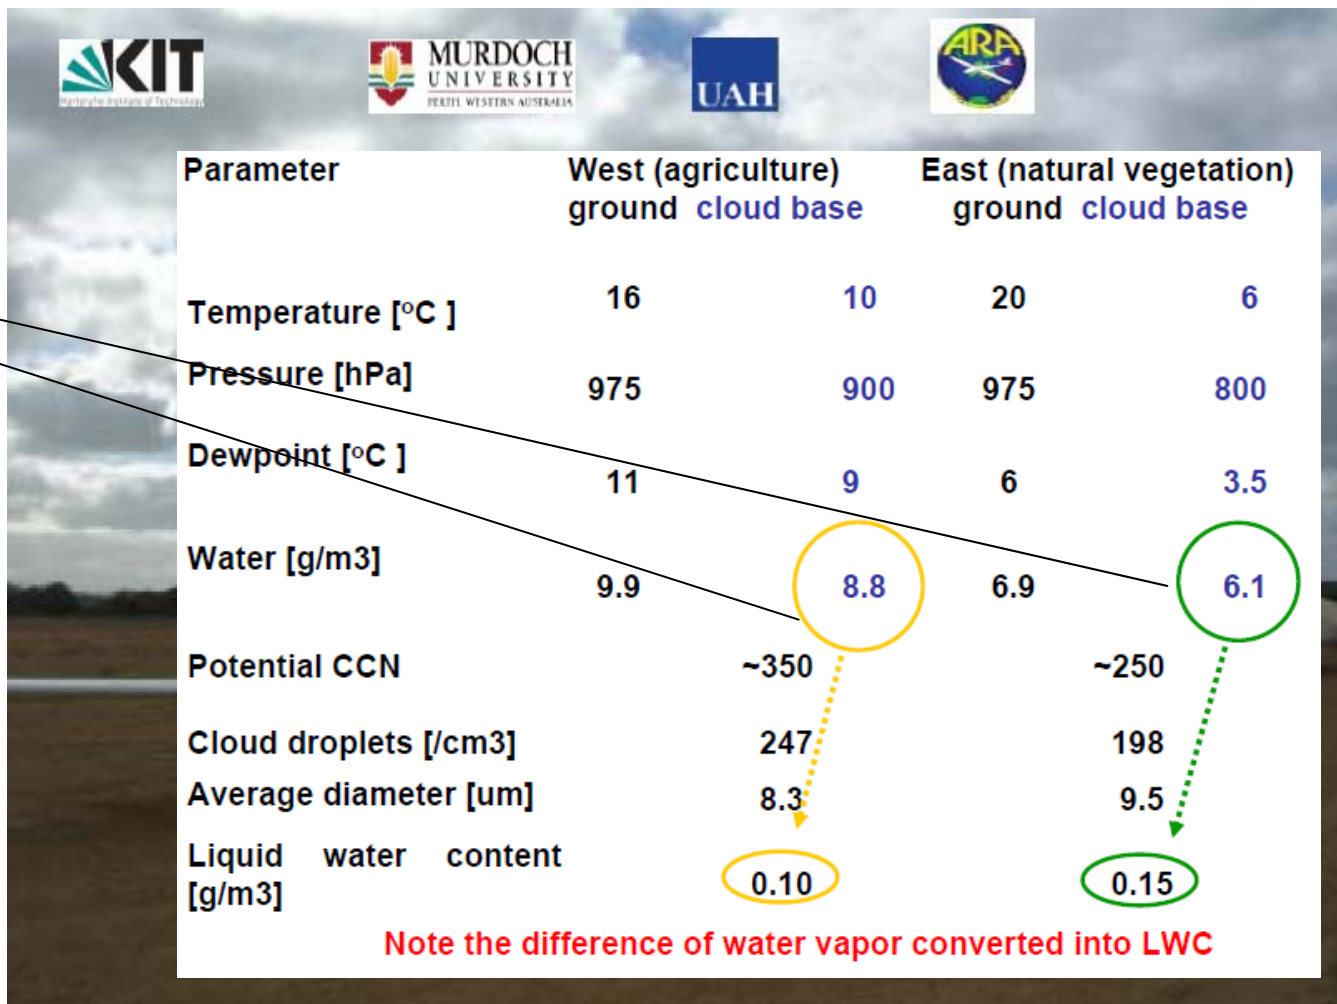 KIT
Karlsruhe Institute of Technology
MURDOCH
UNIVERSITY
PERTH, WESTERN AUSTRALIA
UAH
ARA
Parameter West (agriculture) East (natural vegetation)
ground cloud base ground cloud base
Temperature [°C ] 16 10 20 6
Pressure [hPa] 975 900 975 800
Dewpoint [°C ] 11 9 6 3.5
Water [g/m3] 9.9 8.8 6.9 6.1
Potential CCN ~350 ~250
Cloud droplets [/cm3] 247 198
Average diameter [um] 8.3 9.5
Liquid water content
[g/m3] 0.10 0.15
Note the difference of water vapor converted into LWC